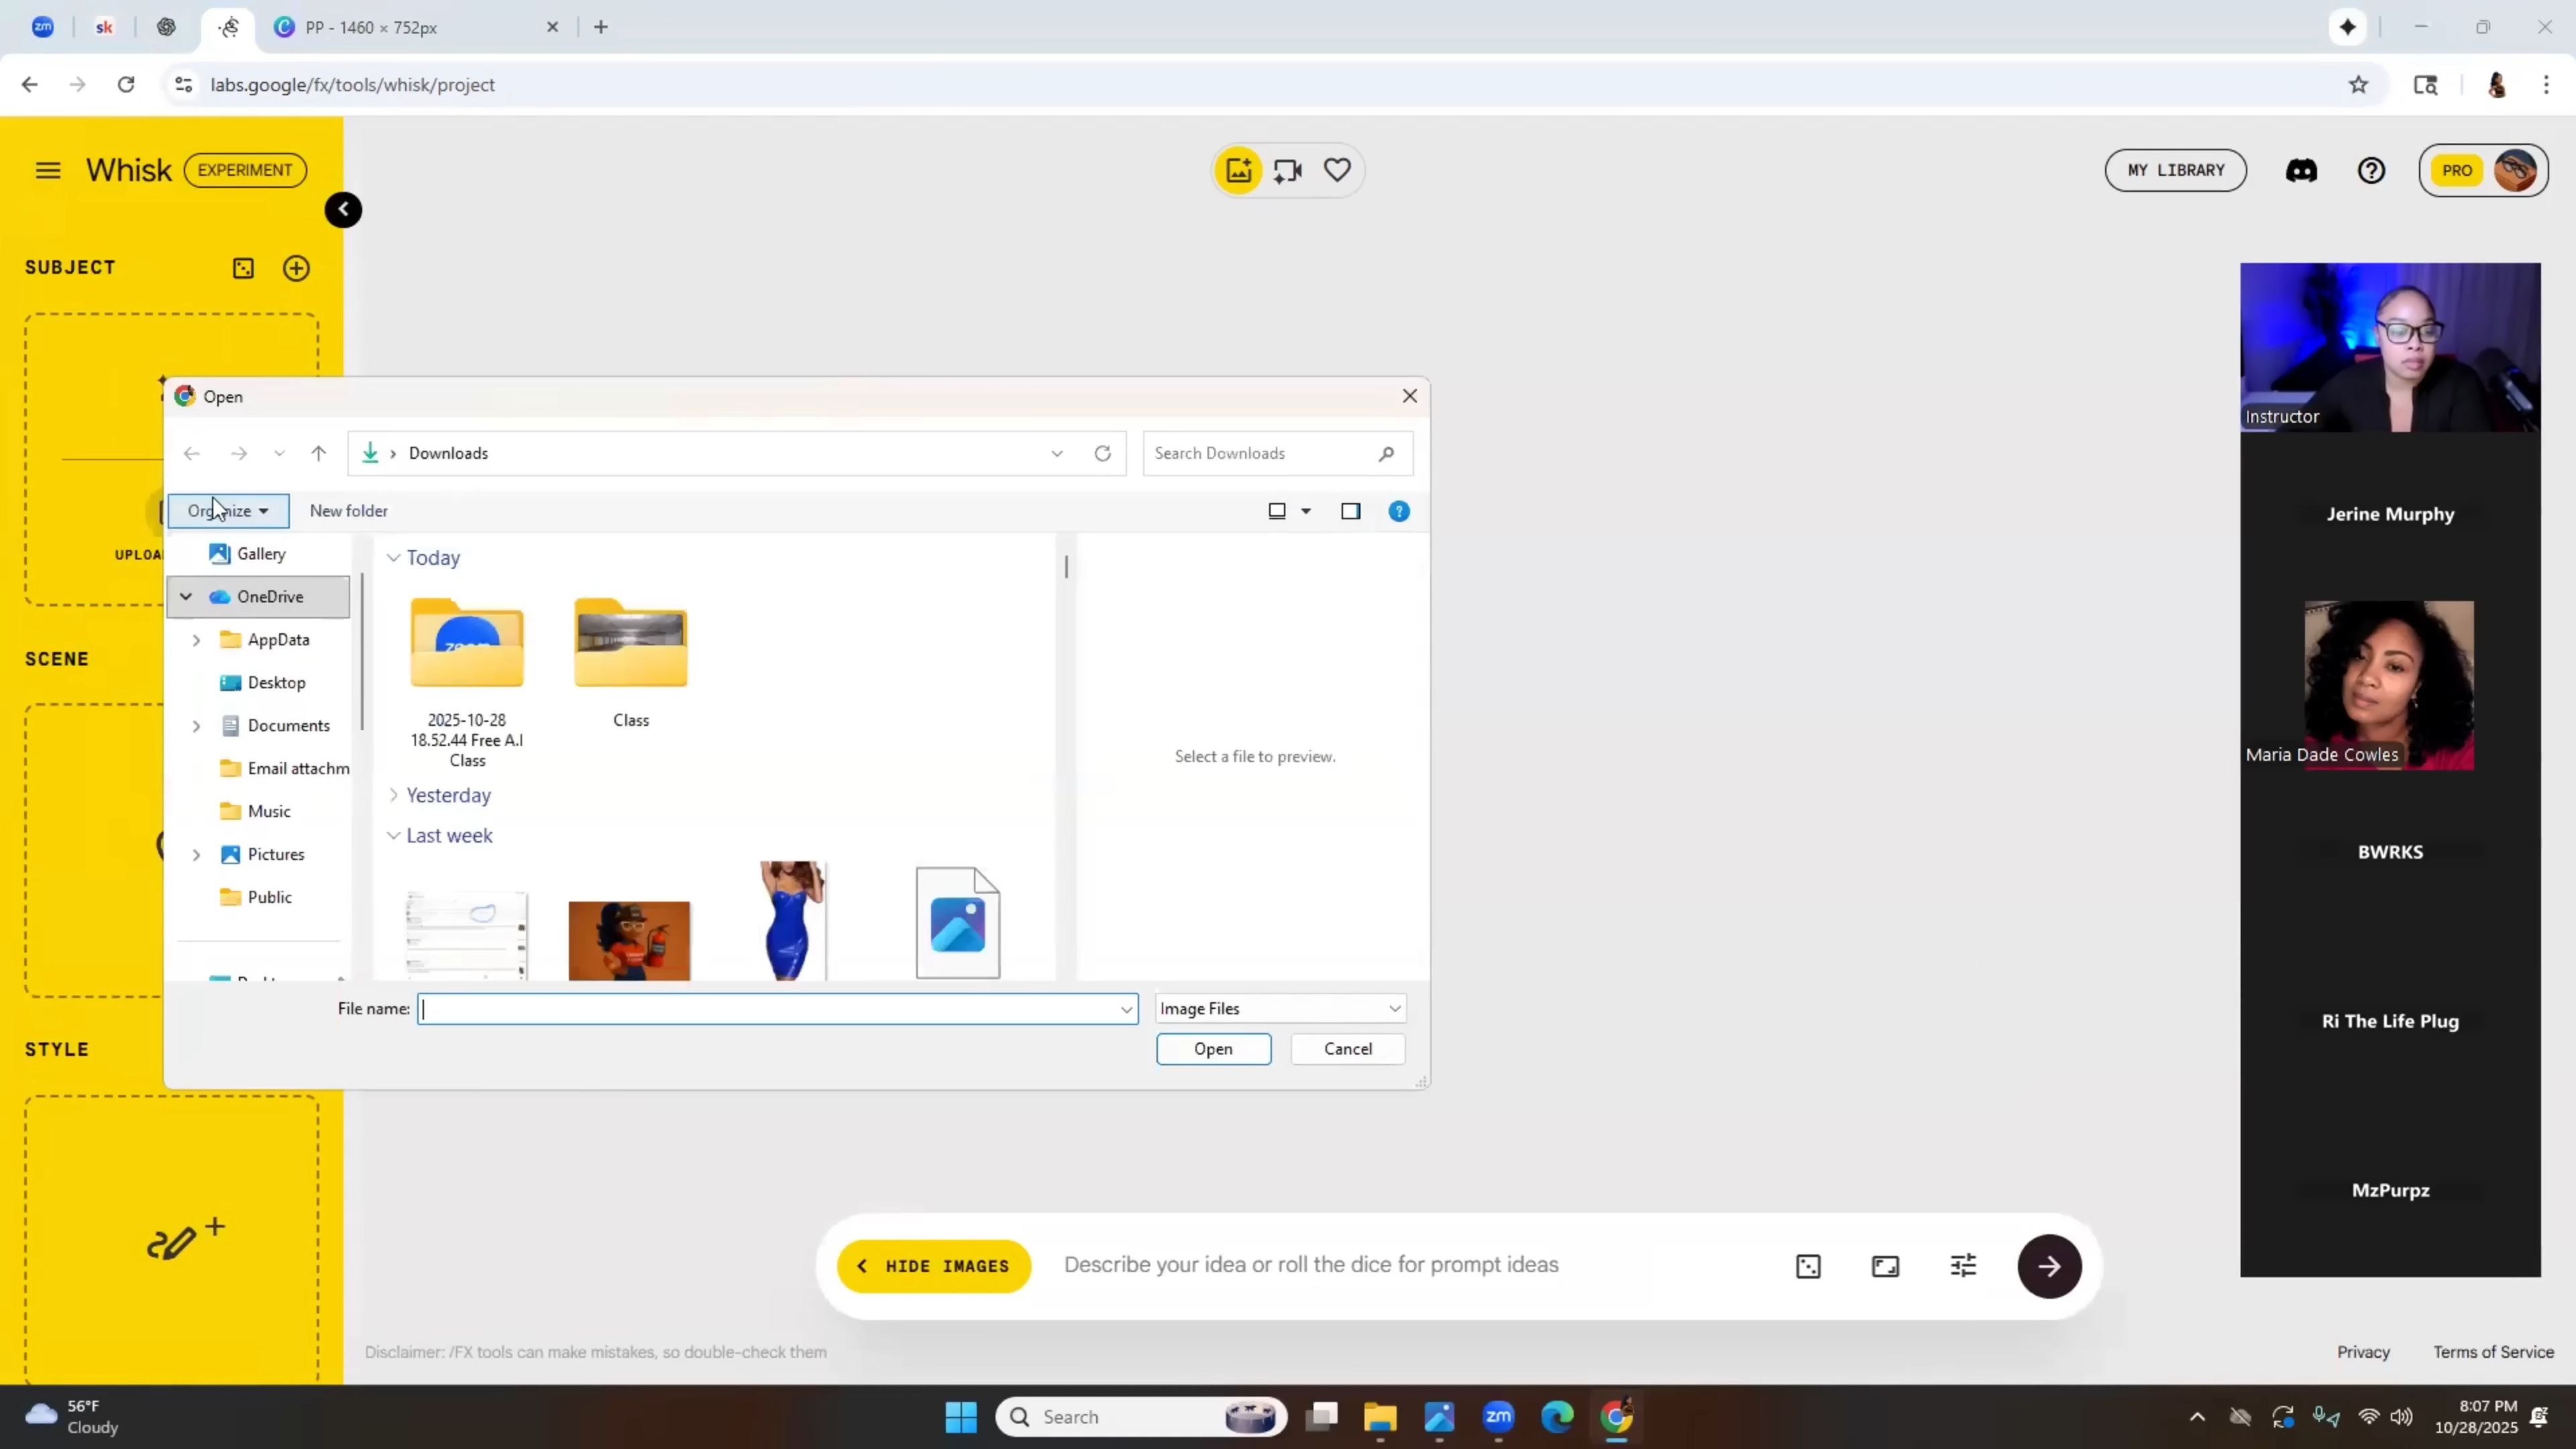 zm
sk
PP - 1460 × 752px
labs.google/fx/tools/whisk/project
Whisk EXPERIMENT
MY LIBRARY
PRO
SUBJECT
UPLOA
SCENE
STYLE
Open
Downloads
Search Downloads
Organize
New folder
Gallery
OneDrive
AppData
Desktop
Documents
Email attachm
Music
Pictures
Public
Today
2025-10-28
18.52.44 Free A.I
Class
Class
Yesterday
Last week
Select a file to preview.
File name:
Image Files
Open
Cancel
Instructor
Jerine Murphy
Maria Dade Cowles
BWRKS
Ri The Life Plug
MzPurpz
HIDE IMAGES
Describe your idea or roll the dice for prompt ideas
Disclaimer: /FX tools can make mistakes, so double-check them
Privacy
Terms of Service
56°F
Cloudy
Search
zm
8:07 PM
10/28/2025